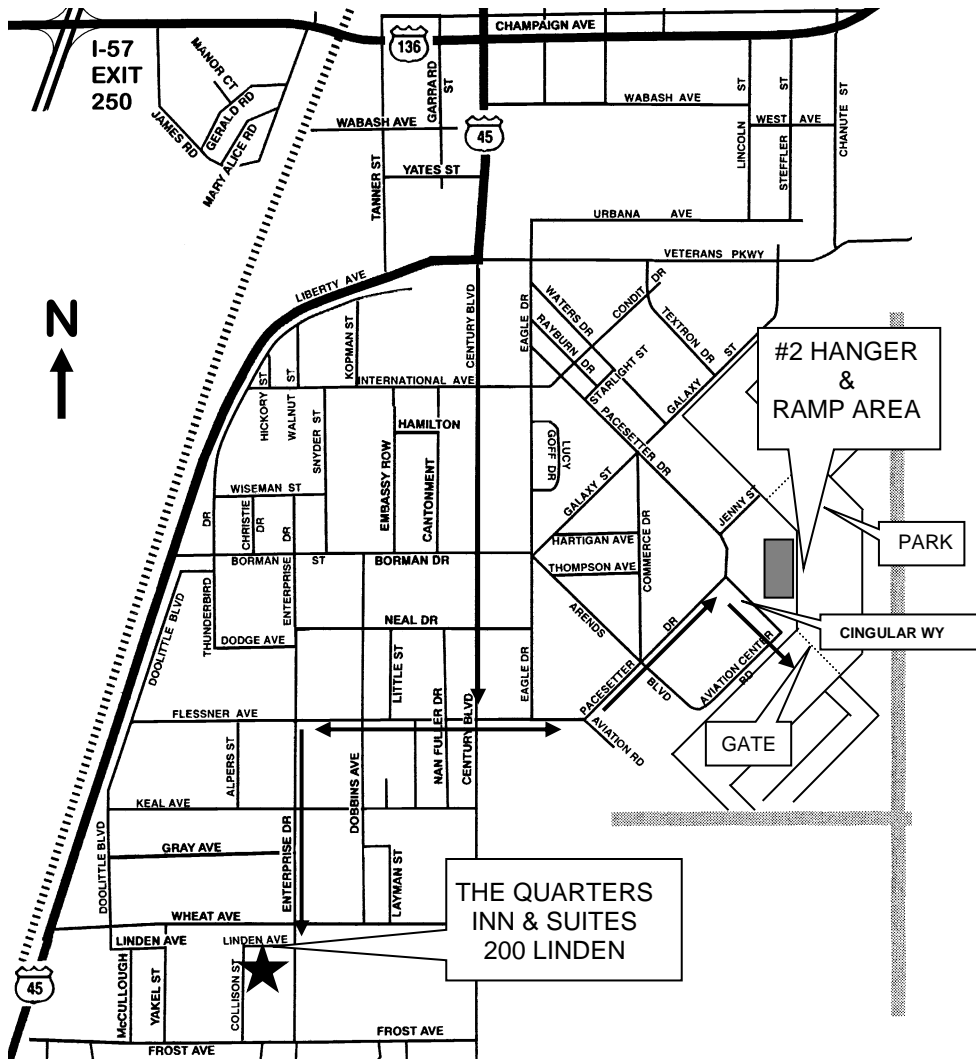 CHAMPAIGN AVE
I-57
EXIT
250
136
MANOR CT
GERALD RD
JAMES RD
MARY ALICE RD
GARRARD ST
WABASH AVE
WABASH AVE
45
TANNER ST
YATES ST
LINCOLN ST
WEST AVE
STEFFLER ST
CHANUTE ST
URBANA AVE
VETERANS PKWY
LIBERTY AVE
N
CENTURY BLVD
EAGLE DR
WATERS DR
RAYBURN DR
CONDIT DR
STARLIGHT ST
TEXTRON DR
GALAXY ST
#2 HANGER
&
RAMP AREA
KOPMAN ST
INTERNATIONAL AVE
HICKORY ST
WALNUT ST
SNYDER ST
HAMILTON
EMBASSY ROW
CANTONMENT
LUCY
GOFF DR
PACESETTER DR
GALAXY ST
JENNY ST
WISEMAN ST
CHRISTIE
DR
ENTERPRISE DR
HARTIGAN AVE
THOMPSON AVE
COMMERCE DR
PARK
BORMAN ST
BORMAN DR
THUNDERBIRD DR
DOOLITTLE BLVD
DODGE AVE
NEAL DR
ARENDS BLVD
CINGULAR WY
LITTLE ST
EAGLE DR
PACESETTER DR
AVIATION CENTER
RD
FLESSNER AVE
NAN FULLER DR
CENTURY BLVD
AVIATION RD
GATE
ALPERS ST
DOBBINS AVE
KEAL AVE
GRAY AVE
DOOLITTLE BLVD
ENTERPRISE DR
LAYMAN ST
THE QUARTERS
INN & SUITES
200 LINDEN
WHEAT AVE
LINDEN AVE
LINDEN AVE
McCULLOUGH
YAKEL ST
COLLISON ST
45
FROST AVE
FROST AVE